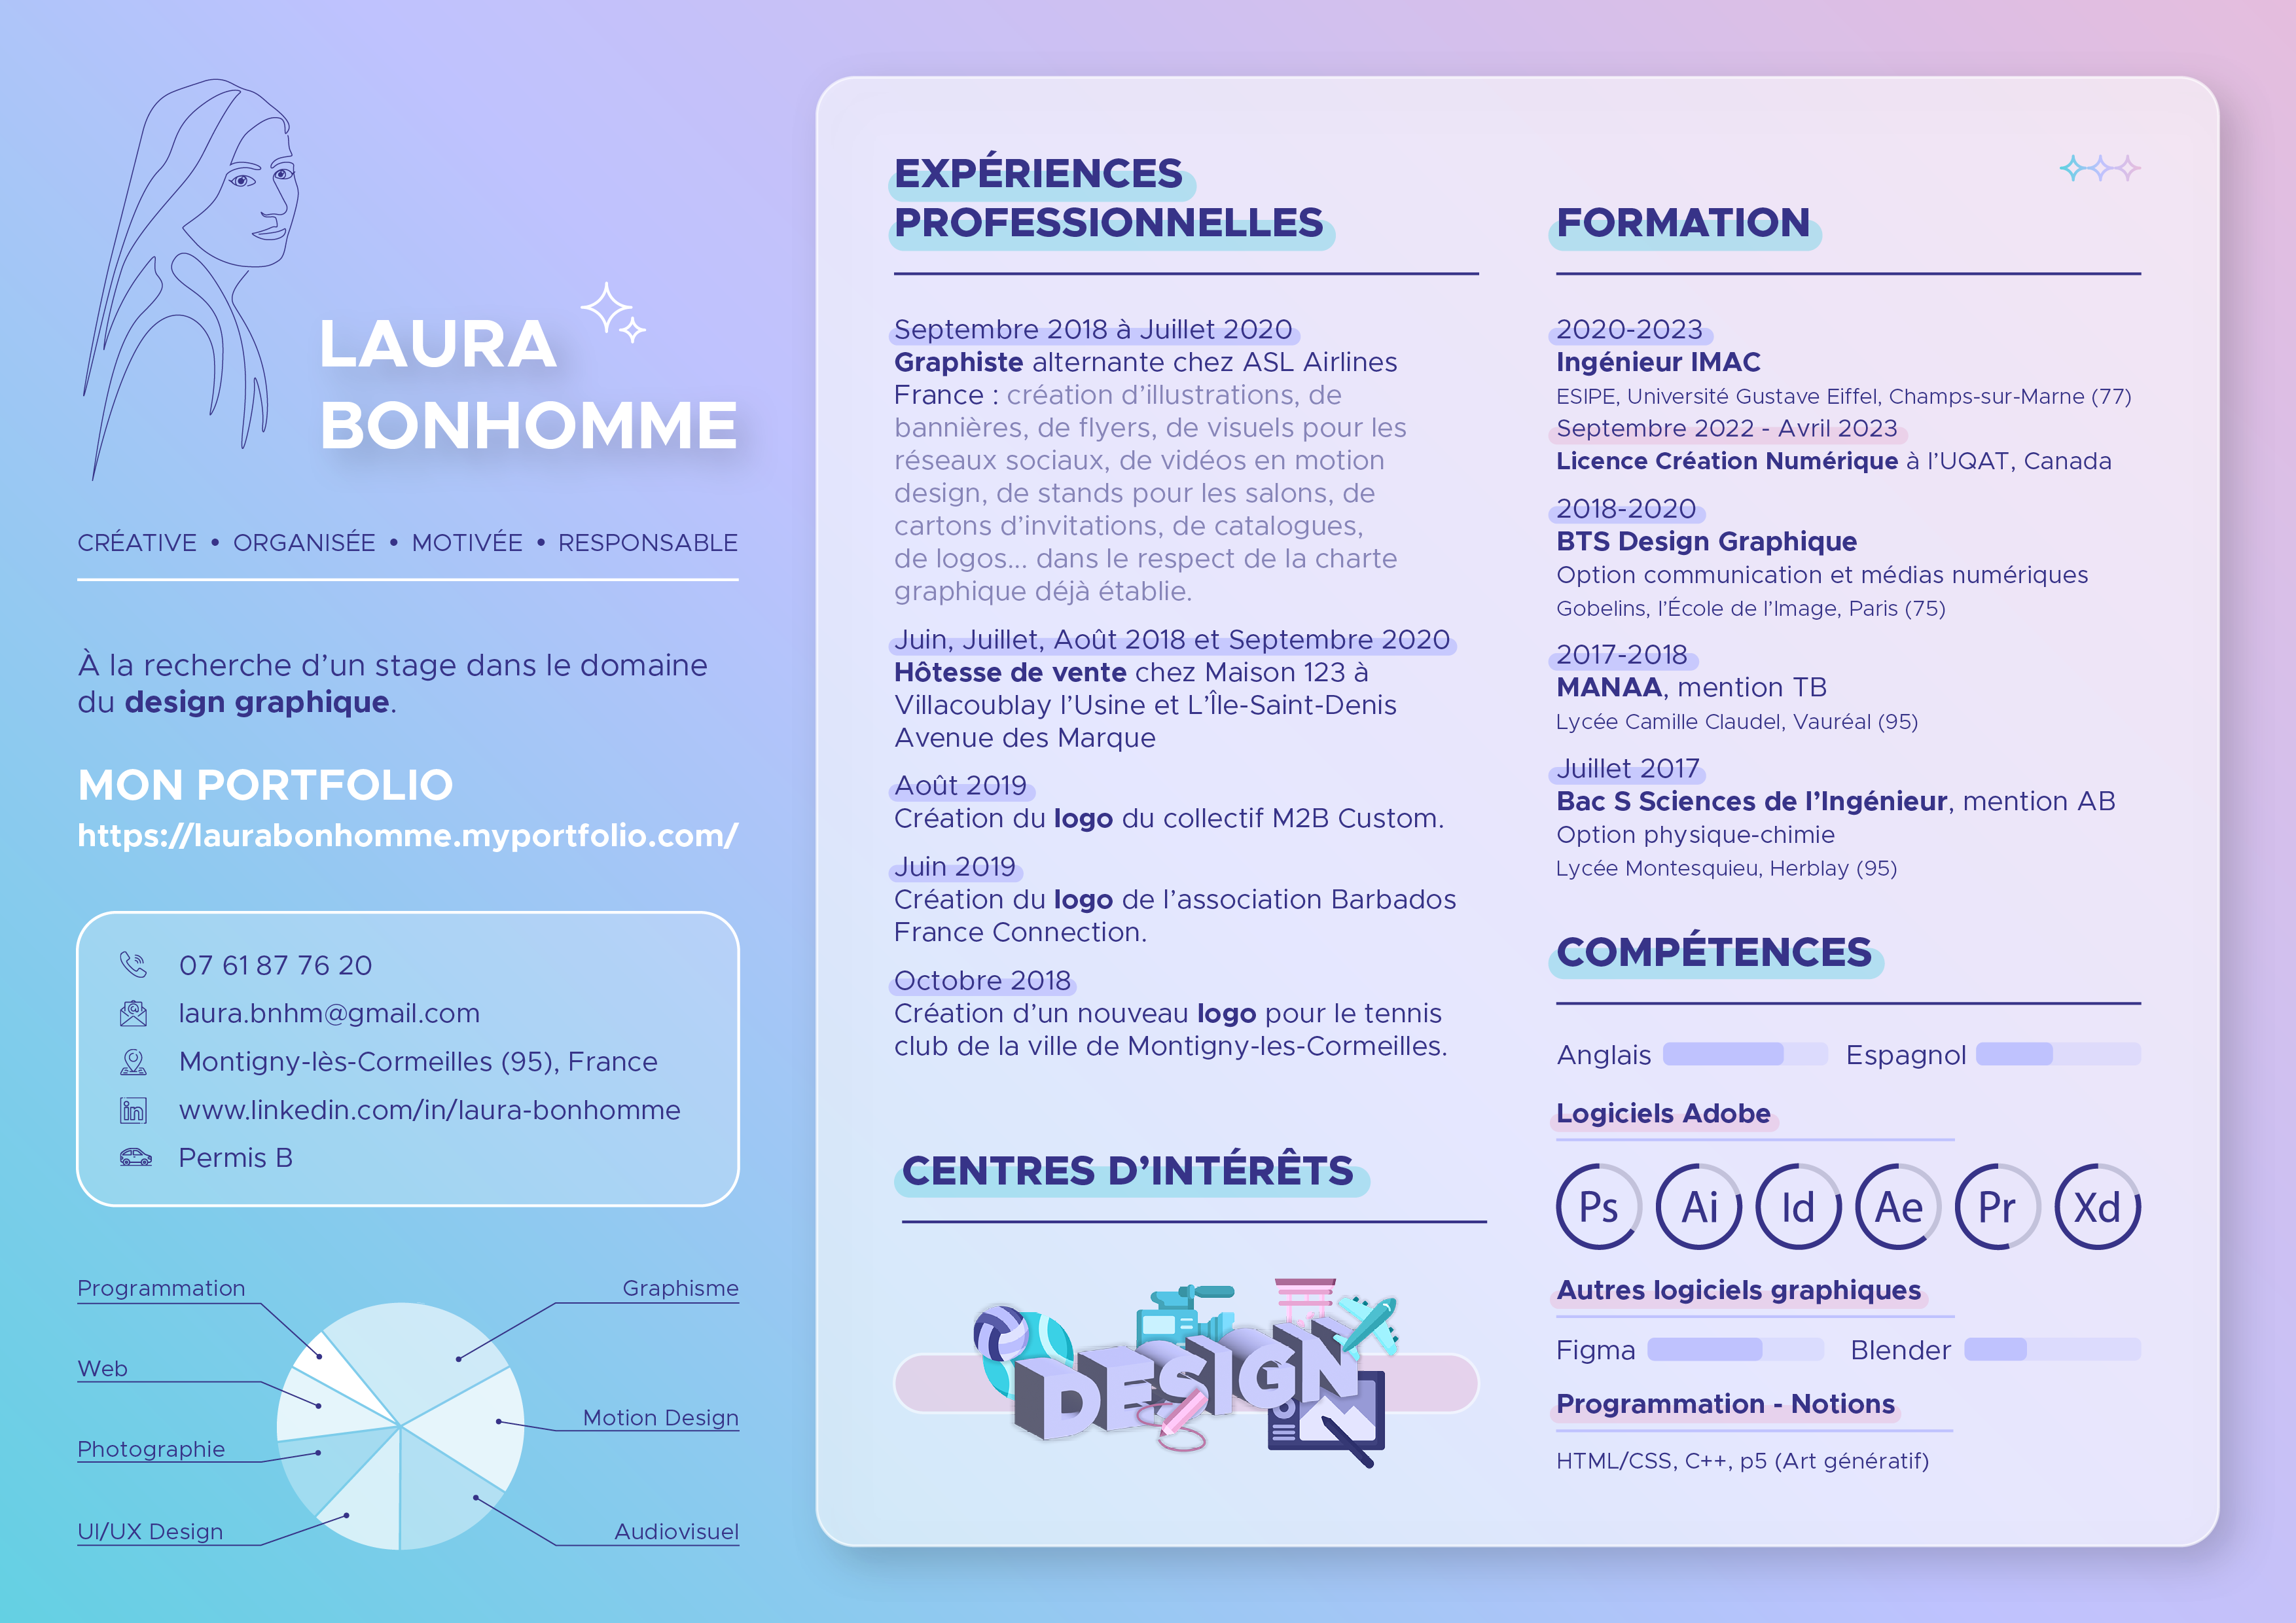 LAURA
BONHOMME
CRÉATIVE • ORGANISÉE • MOTIVÉE • RESPONSABLE
À la recherche d’un stage dans le domaine
du design graphique.
MON PORTFOLIO
https://laurabonhomme.myportfolio.com/
07 61 87 76 20
laura.bnhm@gmail.com
Montigny-lès-Cormeilles (95), France
in
www.linkedin.com/in/laura-bonhomme
Permis B
Programmation
Web
Photographie
UI/UX Design
Graphisme
Motion Design
Audiovisuel
EXPÉRIENCES
PROFESSIONNELLES
Septembre 2018 à Juillet 2020
Graphiste alternante chez ASL Airlines
France : création d’illustrations, de
bannières, de flyers, de visuels pour les
réseaux sociaux, de vidéos en motion
design, de stands pour les salons, de
cartons d’invitations, de catalogues,
de logos... dans le respect de la charte
graphique déjà établie.
Juin, Juillet, Août 2018 et Septembre 2020
Hôtesse de vente chez Maison 123 à
Villacoublay l’Usine et L’Île-Saint-Denis
Avenue des Marque
Août 2019
Création du logo du collectif M2B Custom.
Juin 2019
Création du logo de l’association Barbados
France Connection.
Octobre 2018
Création d’un nouveau logo pour le tennis
club de la ville de Montigny-les-Cormeilles.
CENTRES D’INTÉRÊTS
DESIGN
FORMATION
2020-2023
Ingénieur IMAC
ESIPE, Université Gustave Eiffel, Champs-sur-Marne (77)
Septembre 2022 - Avril 2023
Licence Création Numérique à l’UQAT, Canada
2018-2020
BTS Design Graphique
Option communication et médias numériques
Gobelins, l’École de l’Image, Paris (75)
2017-2018
MANAA, mention TB
Lycée Camille Claudel, Vauréal (95)
Juillet 2017
Bac S Sciences de l’Ingénieur, mention AB
Option physique-chimie
Lycée Montesquieu, Herblay (95)
COMPÉTENCES
Anglais Espagnol
Logiciels Adobe
Ps Ai Id Ae Pr Xd
Autres logiciels graphiques
Figma Blender
Programmation - Notions
HTML/CSS, C++, p5 (Art génératif)